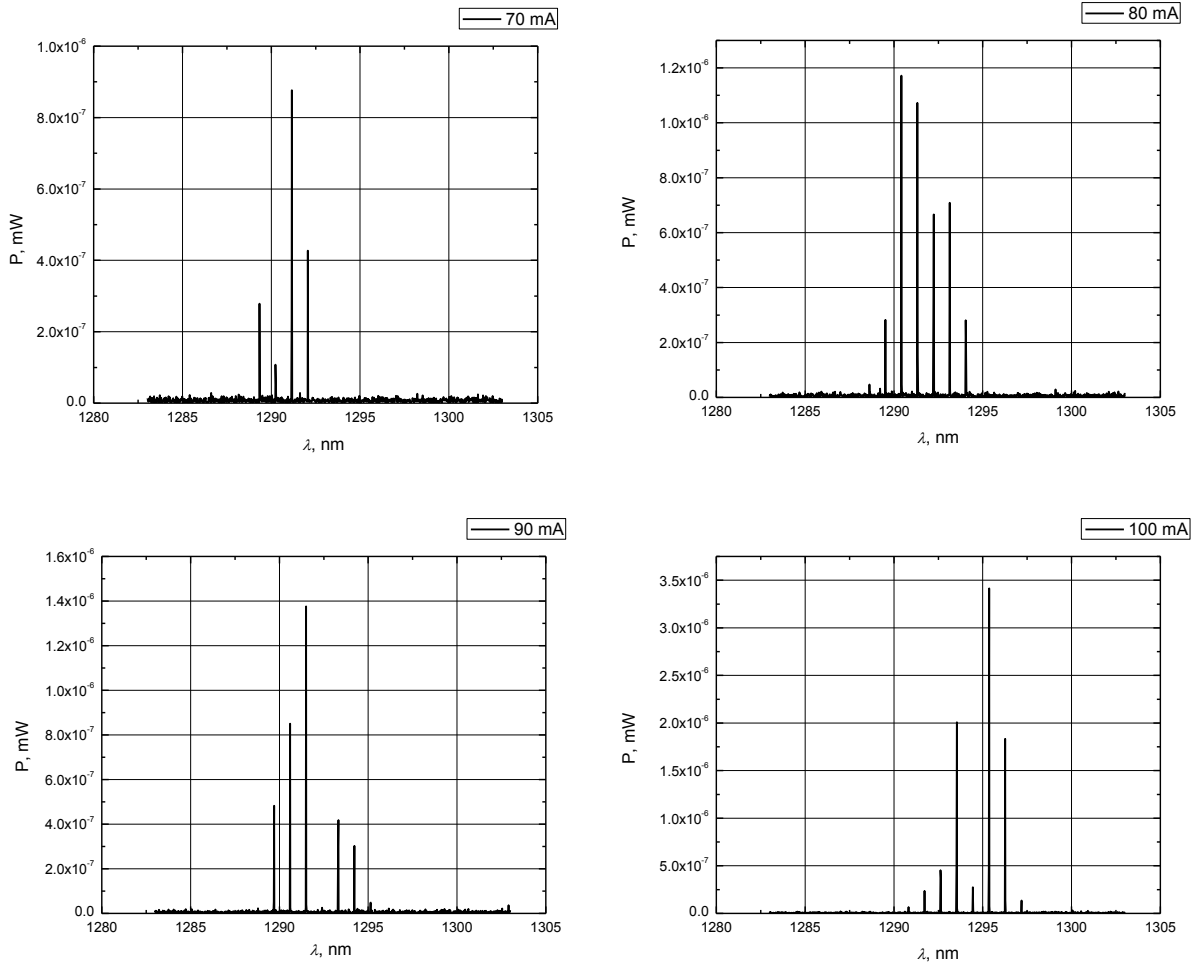 70 mA
1.0x10⁻⁶
8.0x10⁻⁷
6.0x10⁻⁷
4.0x10⁻⁷
2.0x10⁻⁷
0.0
P, mW
1280 1285 1290 1295 1300 1305
λ, nm
80 mA
1.2x10⁻⁶
1.0x10⁻⁶
8.0x10⁻⁷
6.0x10⁻⁷
4.0x10⁻⁷
2.0x10⁻⁷
0.0
P, mW
1280 1285 1290 1295 1300 1305
λ, nm
90 mA
1.6x10⁻⁶
1.4x10⁻⁶
1.2x10⁻⁶
1.0x10⁻⁶
8.0x10⁻⁷
6.0x10⁻⁷
4.0x10⁻⁷
2.0x10⁻⁷
0.0
P, mW
1280 1285 1290 1295 1300 1305
λ, nm
100 mA
3.5x10⁻⁶
3.0x10⁻⁶
2.5x10⁻⁶
2.0x10⁻⁶
1.5x10⁻⁶
1.0x10⁻⁶
5.0x10⁻⁷
0.0
P, mW
1280 1285 1290 1295 1300 1305
λ, nm